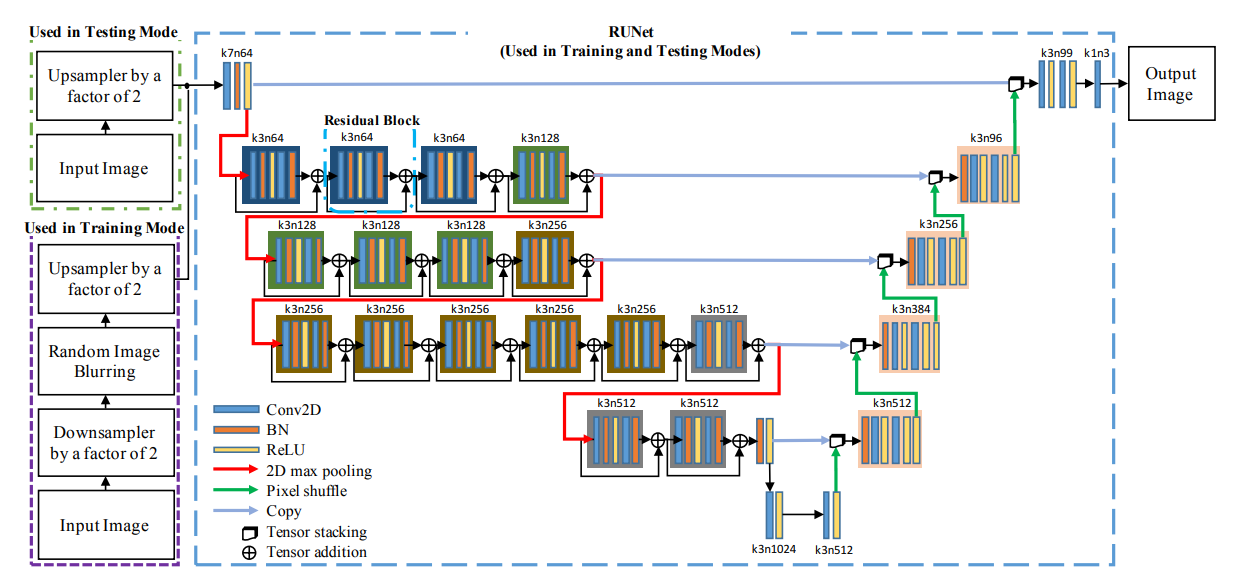 Used in Testing Mode
Upsampler by a
factor of 2
Input Image
Used in Training Mode
Upsampler by a
factor of 2
Random Image
Blurring
Downsampler
by a factor of 2
Input Image
RUNet
(Used in Training and Testing Modes)
k7n64
k3n99 k1n3
Output
Image
Residual Block
k3n64 k3n64 k3n64 k3n128
k3n96
k3n128 k3n128 k3n128 k3n256
k3n256
k3n256 k3n256 k3n256 k3n256 k3n256 k3n512
k3n384
k3n512 k3n512
k3n512
k3n1024 k3n512
Conv2D
BN
ReLU
2D max pooling
Pixel shuffle
Copy
Tensor stacking
Tensor addition